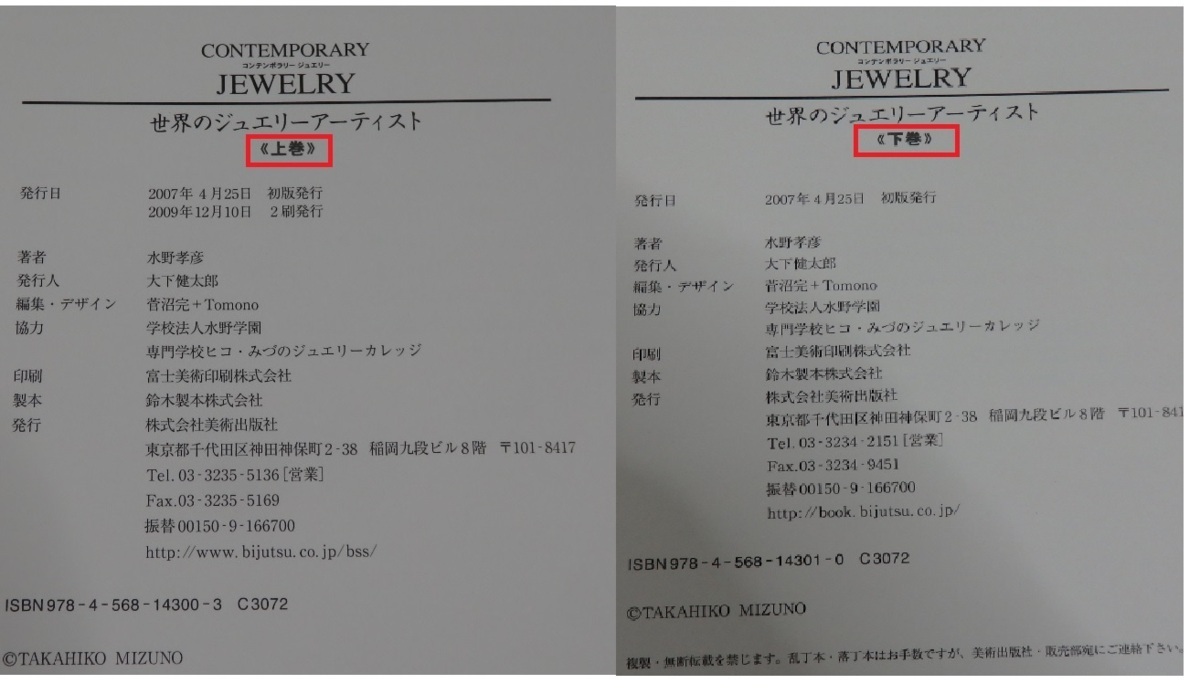 CONTEMPORARY
コンテンポラリー ジュエリー
JEWELRY
世界のジュエリーアーティスト
《上巻》
発行日 2007年4月25日 初版発行
2009年12月10日 2刷発行
著者 水野孝彦
発行人 大下健太郎
編集・デザイン 菅沼完+Tomono
協力 学校法人水野学園
専門学校ヒコ・みづのジュエリーカレッジ
印刷 富士美術印刷株式会社
製本 鈴木製本株式会社
発行 株式会社美術出版社
東京都千代田区神田神保町2-38 稲岡九段ビル8階 〒101-8417
Tel.03-3235-5136[営業]
Fax.03-3235-5169
振替00150-9-166700
http://www.bijutsu.co.jp/bss/
ISBN978-4-568-14300-3 C3072
©TAKAHIKO MIZUNO
CONTEMPORARY
コンテンポラリー ジュエリー
JEWELRY
世界のジュエリーアーティスト
《下巻》
発行日 2007年4月25日 初版発行
著者 水野孝彦
発行人 大下健太郎
編集・デザイン 菅沼完+Tomono
協力 学校法人水野学園
専門学校ヒコ・みづのジュエリーカレッジ
印刷 富士美術印刷株式会社
製本 鈴木製本株式会社
発行 株式会社美術出版社
東京都千代田区神田神保町2-38 稲岡九段ビル8階 〒101-841
Tel.03-3234-2151[営業]
Fax.03-3234-9451
振替00150-9-166700
http://book.bijutsu.co.jp/
ISBN978-4-568-14301-0 C3072
©TAKAHIKO MIZUNO
複製・無断転載を禁じます。乱丁本・落丁本はお手数ですが、美術出版社・販売部宛にご連絡下さい。